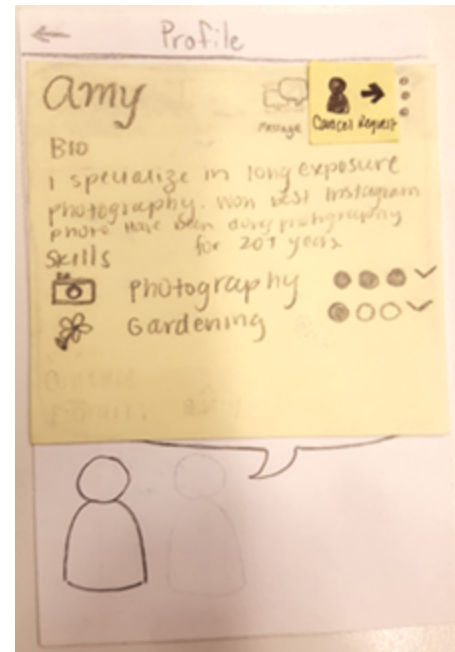 Profile
amy
Message
Cancel Request
Bio
I specialize in long exposure
photography. Won best Instagram
photo Have been doing photography
for 20+ years
Skills
Photography
Gardening